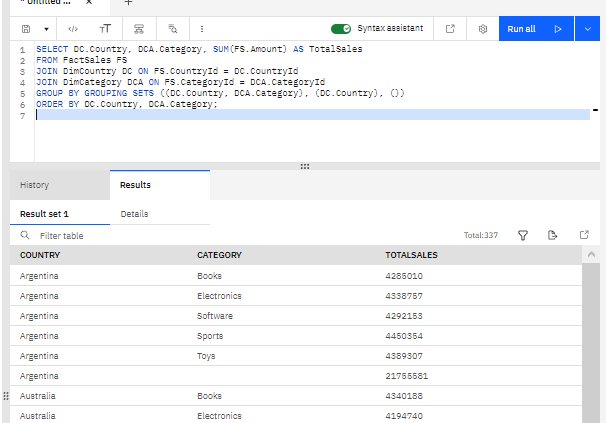 * Untitled ...
Syntax assistant
Run all
1 SELECT DC.Country, DCA.Category, SUM(FS.Amount) AS TotalSales
2 FROM FactSales FS
3 JOIN DimCountry DC ON FS.CountryId = DC.CountryId
4 JOIN DimCategory DCA ON FS.CategoryId = DCA.CategoryId
5 GROUP BY GROUPING SETS ((DC.Country, DCA.Category), (DC.Country), ())
6 ORDER BY DC.Country, DCA.Category;
7
History Results
Result set 1 Details
Filter table Total:337
COUNTRY CATEGORY TOTALSALES
Argentina Books 4285010
Argentina Electronics 4338757
Argentina Software 4292153
Argentina Sports 4450354
Argentina Toys 4389307
Argentina 21755581
Australia Books 4340188
Australia Electronics 4194740